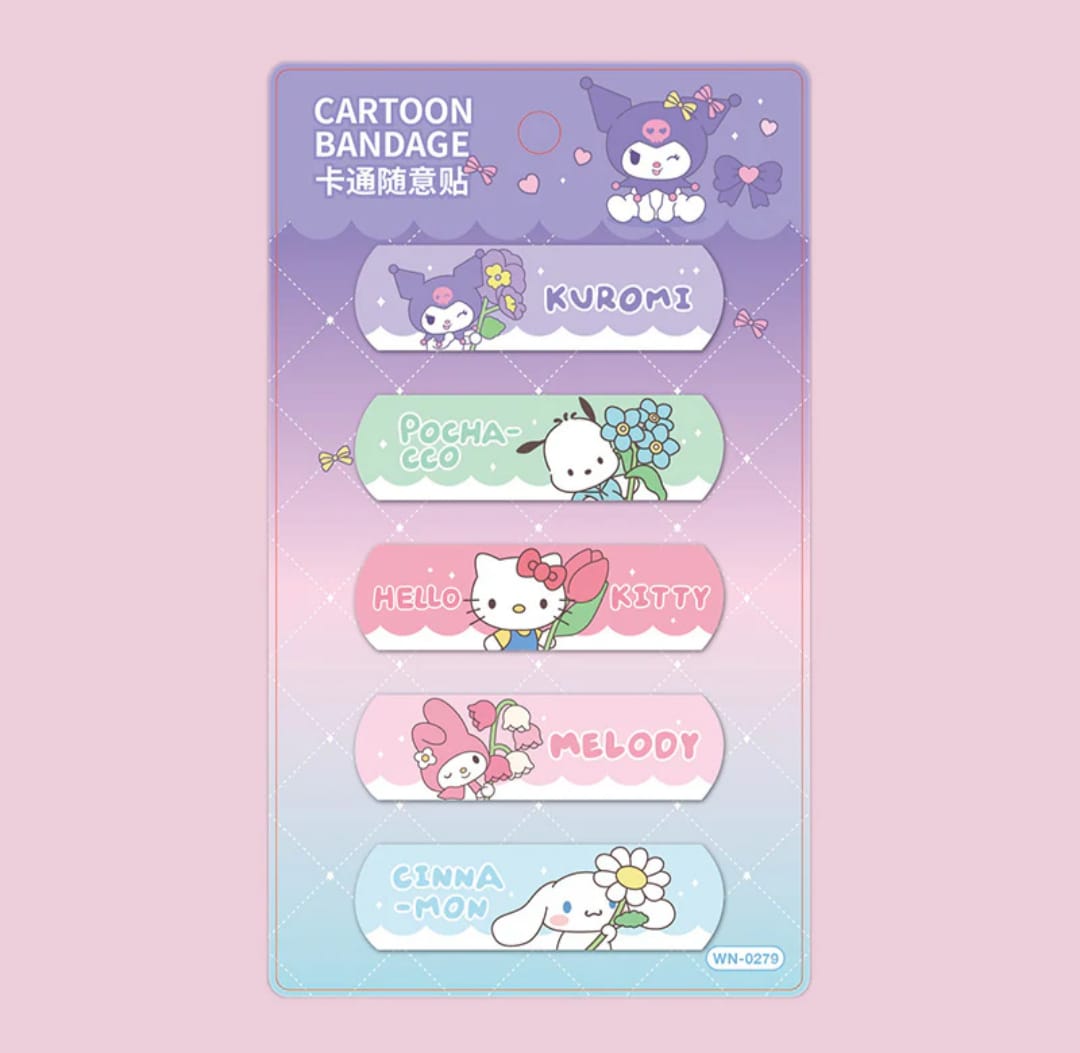 CARTOON
BANDAGE
卡通随意贴
KUROMI
POCHA-
CCO
HELLO KITTY
MELODY
CINNA
-MON
WN-0279